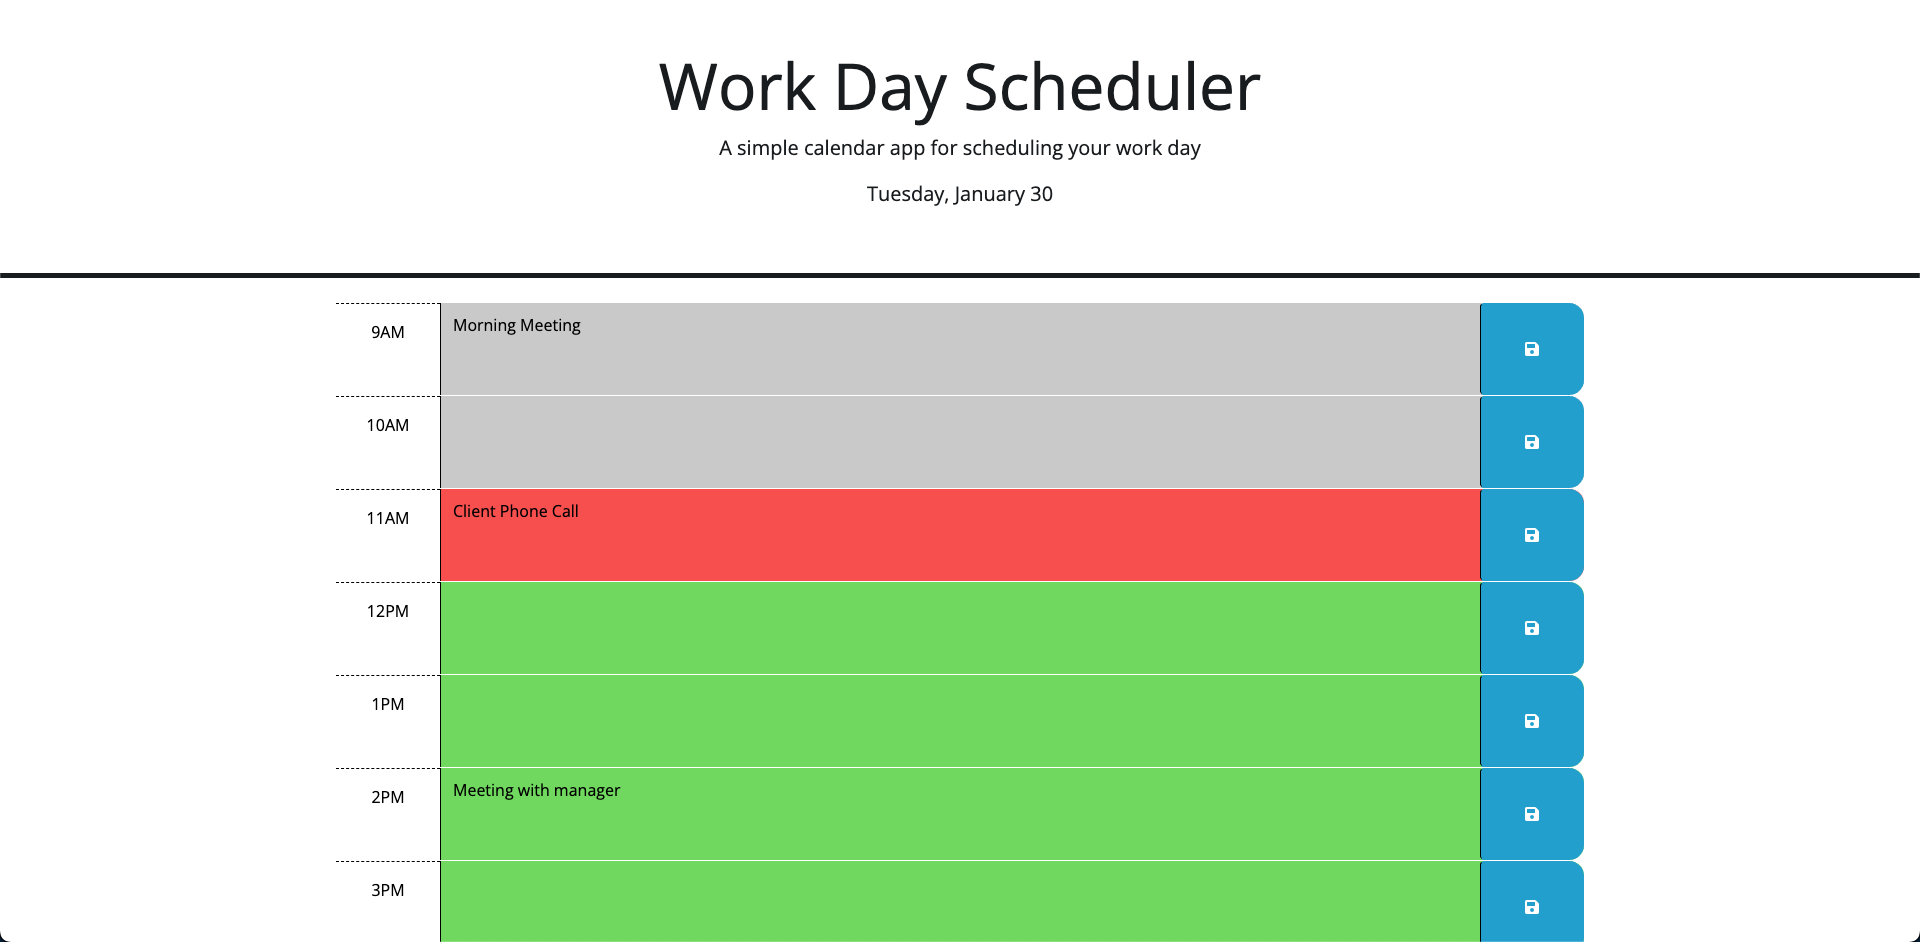 Work Day Scheduler
A simple calendar app for scheduling your work day
Tuesday, January 30
9AM Morning Meeting
10AM
11AM Client Phone Call
12PM
1PM
2PM Meeting with manager
3PM